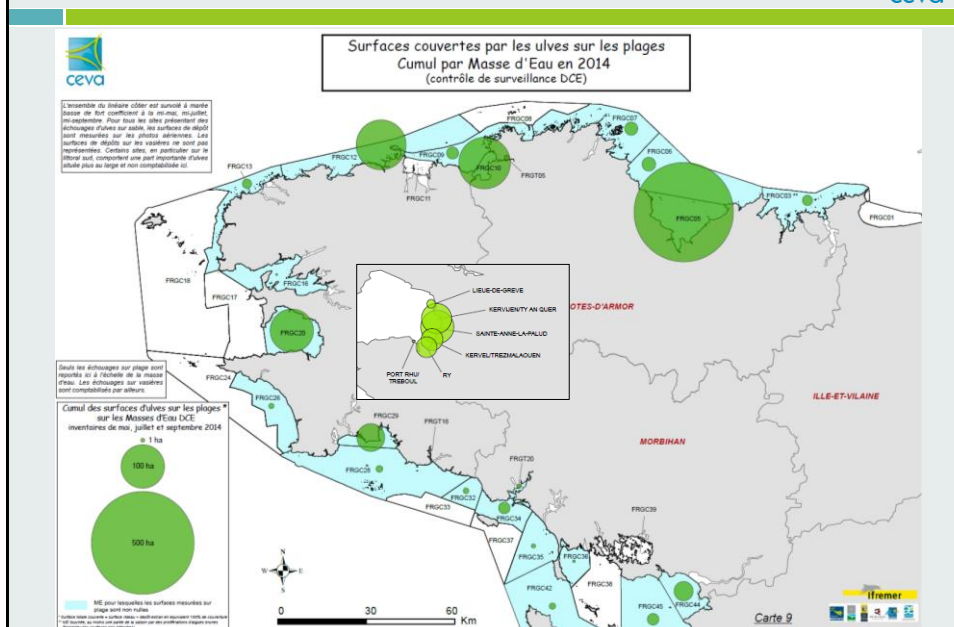 ceva
ceva
Surfaces couvertes par les ulves sur les plages
Cumul par Masse d'Eau en 2014
(contrôle de surveillance DCE)
L'ensemble du linéaire côtier est survolé à marée
basse de fort coefficient à la mi-mai, mi-juillet,
mi-septembre. Pour tous les sites présentant des
échouages d'ulves sur sable, les surfaces de dépôt
sont mesurées sur les photos aériennes. Les
surfaces de dépôts sur les vasières ne sont pas
représentées. Certains sites, en particulier sur le
littoral sud, comportent une part importante d'ulves
située plus au large et non comptabilisée ici.
FRGC08
FRGC07
FRGC13
FRGC12
FRGC09
FRGC10
FRGT05
FRGC06
FRGC11
FRGC03 **
FRGC05
FRGC01
FRGC18
FRGC16
FRGC17
LIEUE-DE-GREVE
KERVIJEN/TY AN QUER
SAINTE-ANNE-LA-PALUD
KERVEL/TREZMALAOUEN
RY
PORT RHU/
TREBOUL
OTES-D'ARMOR
FRGC20
Seuls les échouages sur plage sont
reportés ici à l'échelle de la masse
d'eau. Les échouages sur vasières
sont comptabilisés par ailleurs.
FRGC24
FRGC26
ILLE-ET-VILAINE
Cumul des surfaces d'ulves sur les plages *
sur les Masses d'Eau DCE
inventaires de mai, juillet et septembre 2014
1 ha
100 ha
500 ha
FRGC29
FRGT18
MORBIHAN
FRGC28
FRGT20
FRGC32
FRGC33
FRGC34
FRGC39
FRGC37
FRGC35
FRGC36
FRGC38
FRGC42
FRGC44
FRGC45
ME pour lesquelles les surfaces mesurées sur
plage sont non nulles
N
W
E
S
0 30 60
Km
Carte 9
Ifremer